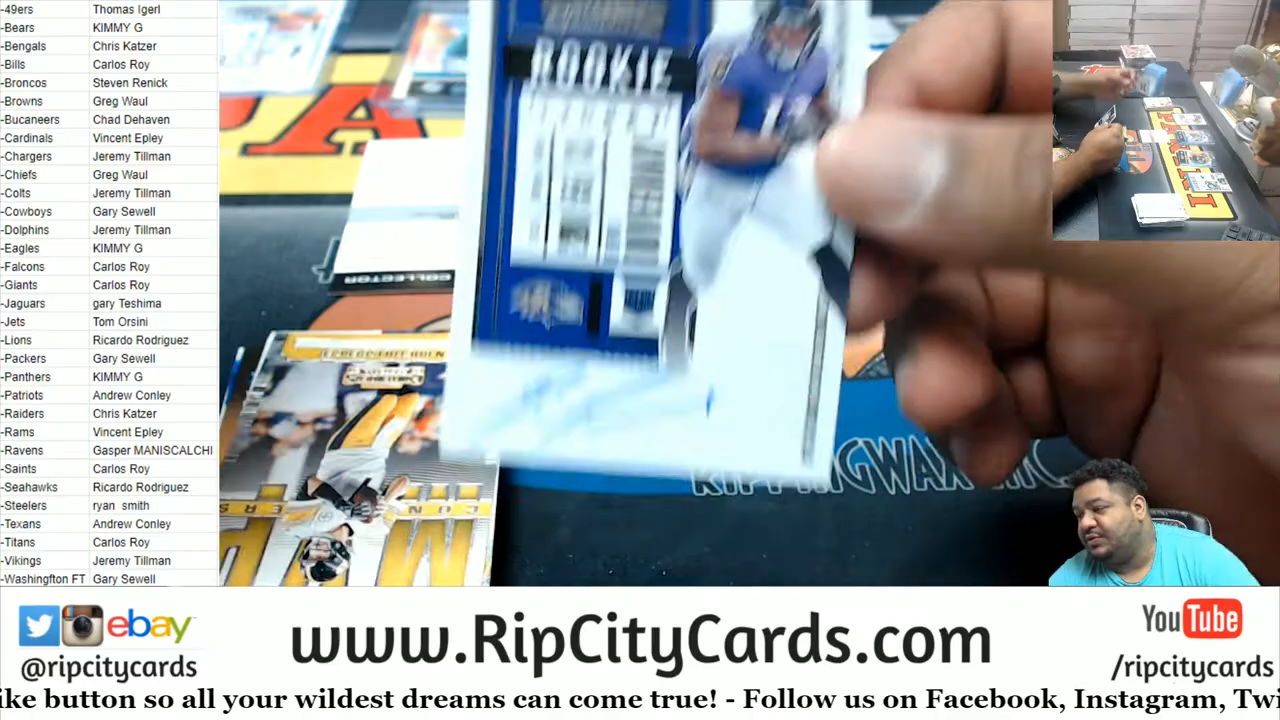 -49ers Thomas Igerl
-Bears KIMMY G
-Bengals Chris Katzer
-Bills Carlos Roy
-Broncos Steven Renick
-Browns Greg Waul
-Bucaneers Chad Dehaven
-Cardinals Vincent Epley
-Chargers Jeremy Tillman
-Chiefs Greg Waul
-Colts Jeremy Tillman
-Cowboys Gary Sewell
-Dolphins Jeremy Tillman
-Eagles KIMMY G
-Falcons Carlos Roy
-Giants Carlos Roy
-Jaguars gary Teshima
-Jets Tom Orsini
-Lions Ricardo Rodriguez
-Packers Gary Sewell
-Panthers KIMMY G
-Patriots Andrew Conley
-Raiders Chris Katzer
-Rams Vincent Epley
-Ravens Gasper MANISCALCHI
-Saints Carlos Roy
-Seahawks Ricardo Rodriguez
-Steelers ryan smith
-Texans Andrew Conley
-Titans Carlos Roy
-Vikings Jeremy Tillman
-Washingfton FT Gary Sewell
ROOKIE
COLLECTOR
RIPPINGWAX
ebay
@ripcitycards
www.RipCityCards.com
YouTube
/ripcitycards
ike button so all your wildest dreams can come true! - Follow us on Facebook, Instagram, Twi